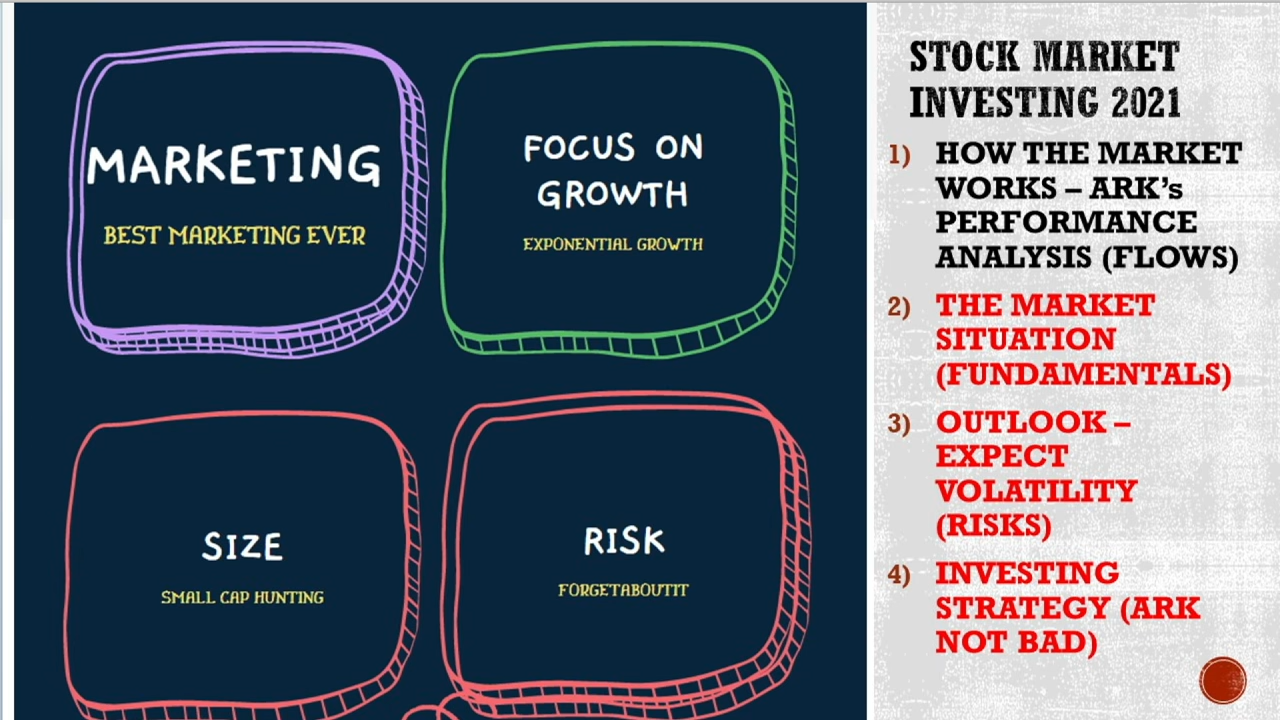 MARKETING
BEST MARKETING EVER
FOCUS ON
GROWTH
EXPONENTIAL GROWTH
SIZE
SMALL CAP HUNTING
RISK
FORGETABOUTIT
STOCK MARKET
INVESTING 2021
1) HOW THE MARKET
WORKS – ARK's
PERFORMANCE
ANALYSIS (FLOWS)
2) THE MARKET
SITUATION
(FUNDAMENTALS)
3) OUTLOOK –
EXPECT
VOLATILITY
(RISKS)
4) INVESTING
STRATEGY (ARK
NOT BAD)